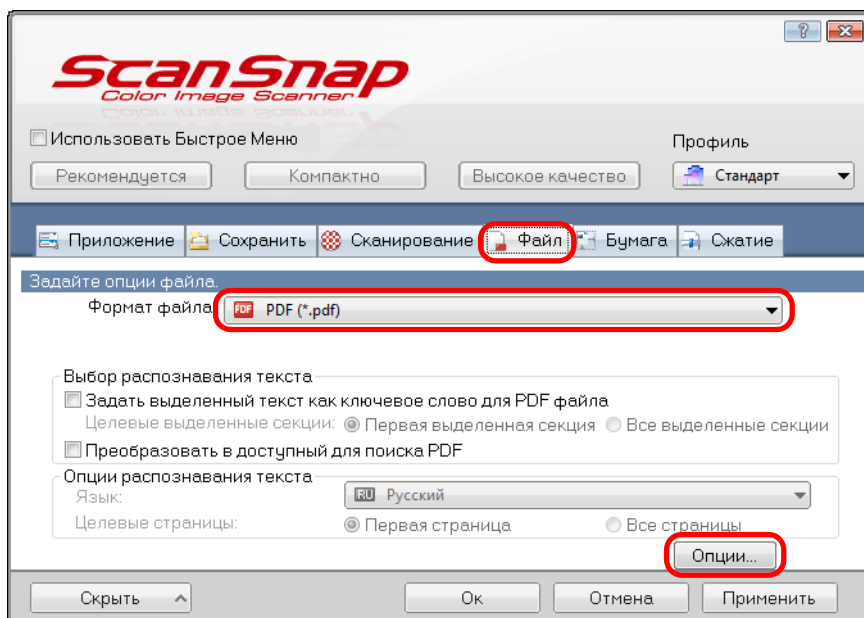 ScanSnap
Color Image Scanner
Использовать Быстрое Меню
Профиль
Рекомендуется Компактно Высокое качество Стандарт
Приложение Сохранить Сканирование Файл Бумага Сжатие
Задайте опции файла.
Формат файла PDF PDF (*.pdf)
Выбор распознавания текста
Задать выделенный текст как ключевое слово для PDF файла
Целевые выделенные секции: Первая выделенная секция Все выделенные секции
Преобразовать в доступный для поиска PDF
Опции распознавания текста
Язык: RU Русский
Целевые страницы: Первая страница Все страницы
Опции...
Скрыть Ок Отмена Применить